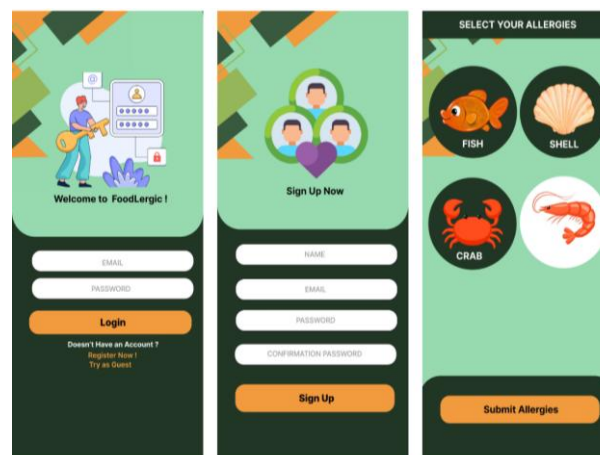 Welcome to FoodLergic !
EMAIL
PASSWORD
Login
Doesn't Have an Account ?
Register Now !
Try as Guest
Sign Up Now
NAME
EMAIL
PASSWORD
CONFIRMATION PASSWORD
Sign Up
SELECT YOUR ALLERGIES
FISH
SHELL
CRAB
Submit Allergies